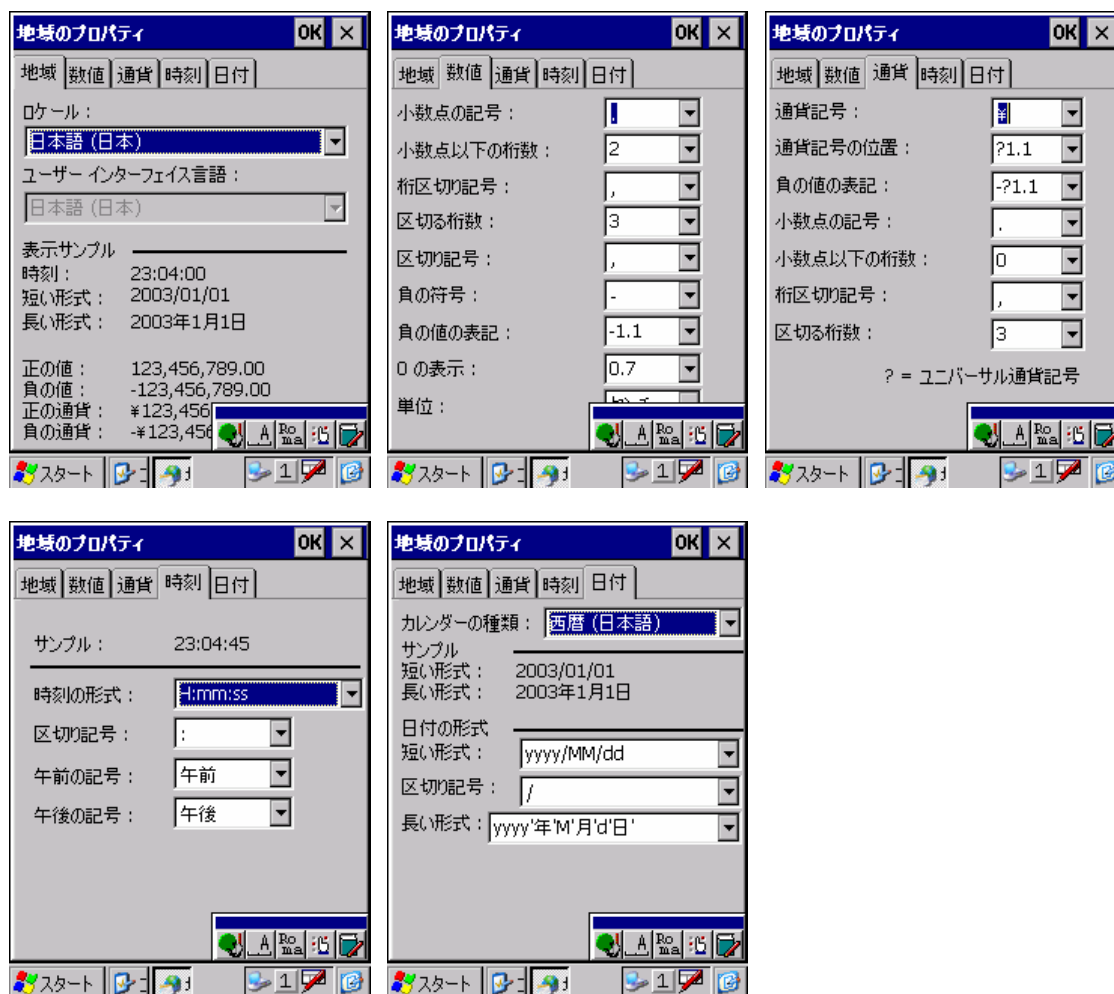 地域のプロパティ OK ×
地域 数値 通貨 時刻 日付
ロケール：
日本語 (日本)
ユーザー インターフェイス言語：
日本語 (日本)
表示サンプル
時刻： 23:04:00
短い形式： 2003/01/01
長い形式： 2003年1月1日
正の値： 123,456,789.00
負の値： -123,456,789.00
正の通貨： ¥123,456
負の通貨： -¥123,456
A Roma
スタート 1
地域のプロパティ OK ×
地域 数値 通貨 時刻 日付
小数点の記号： .
小数点以下の桁数： 2
桁区切り記号： ,
区切る桁数： 3
区切り記号： ,
負の符号： -
負の値の表記： -1.1
0 の表示： 0.7
単位：
A Roma
スタート 1
地域のプロパティ OK ×
地域 数値 通貨 時刻 日付
通貨記号： ¥
通貨記号の位置： ?1.1
負の値の表記： -?1.1
小数点の記号： .
小数点以下の桁数： 0
桁区切り記号： ,
区切る桁数： 3
? = ユニバーサル通貨記号
A Roma
スタート 1
地域のプロパティ OK ×
地域 数値 通貨 時刻 日付
サンプル： 23:04:45
時刻の形式： H:mm:ss
区切り記号： :
午前の記号： 午前
午後の記号： 午後
A Roma
スタート 1
地域のプロパティ OK ×
地域 数値 通貨 時刻 日付
カレンダーの種類： 西暦 (日本語)
サンプル
短い形式： 2003/01/01
長い形式： 2003年1月1日
日付の形式
短い形式： yyyy/MM/dd
区切り記号： /
長い形式： yyyy'年'M'月'd'日'
A Roma
スタート 1